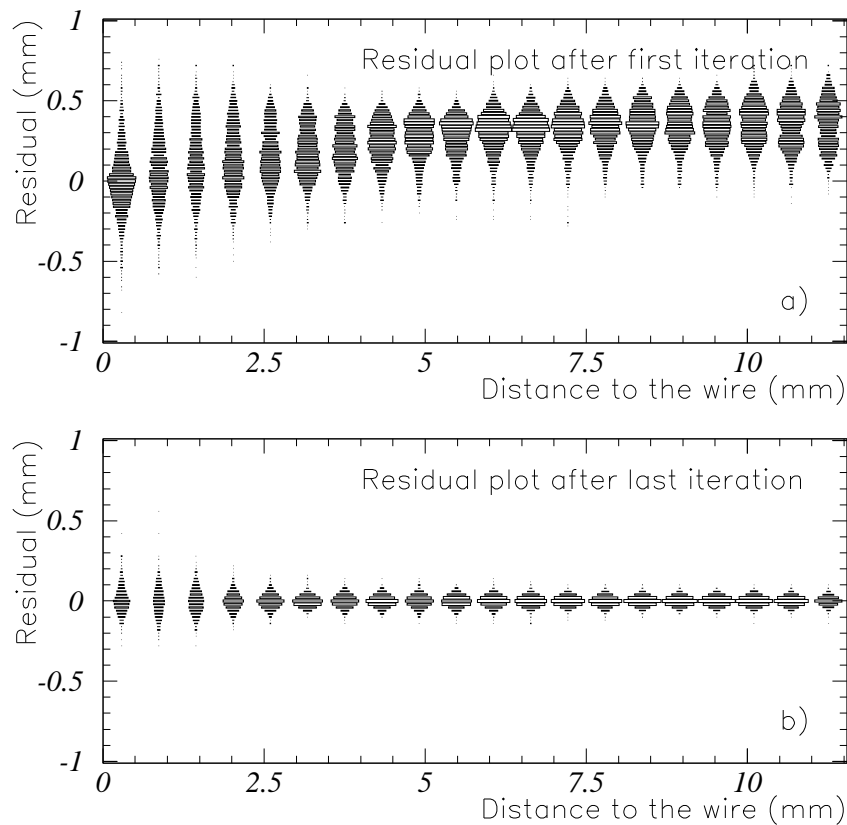 Residual (mm)
1
0.5
0
-0.5
-1
Residual plot after first iteration
a)
0 2.5 5 7.5 10
Distance to the wire (mm)
Residual (mm)
1
0.5
0
-0.5
-1
Residual plot after last iteration
b)
0 2.5 5 7.5 10
Distance to the wire (mm)